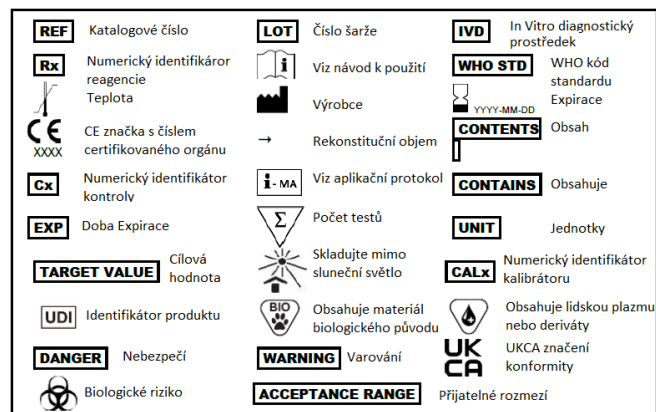 REF Katalogové číslo
LOT Číslo šarže
IVD In Vitro diagnostický
prostředek
Rx Numerický identifikáror
reagencie
i Viz návod k použití
WHO STD WHO kód
standardu
Teplota
Výrobce
YYYY-MM-DD Expirace
CE XXXX CE značka s číslem
certifikovaného orgánu
→ Rekonstituční objem
CONTENTS Obsah
Cx Numerický identifikátor
kontroly
i-MA Viz aplikační protokol
CONTAINS Obsahuje
EXP Doba Expirace
Σ Počet testů
UNIT Jednotky
TARGET VALUE Cílová
hodnota
Skladujte mimo
sluneční světlo
CALx Numerický identifikátor
kalibrátoru
UDI Identifikátor produktu
BIO Obsahuje materiál
biologického původu
Obsahuje lidskou plazmu
nebo deriváty
DANGER Nebezpečí
WARNING Varování
UK
CA UKCA značení
konformity
Biologické riziko
ACCEPTANCE RANGE Přijatelné rozmezí